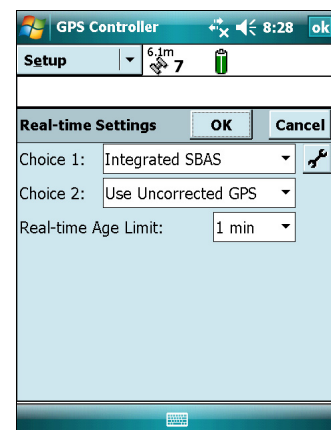 GPS Controller 8:28 ok
Setup 6.1m 7
Real-time Settings OK Cancel
Choice 1: Integrated SBAS
Choice 2: Use Uncorrected GPS
Real-time Age Limit: 1 min